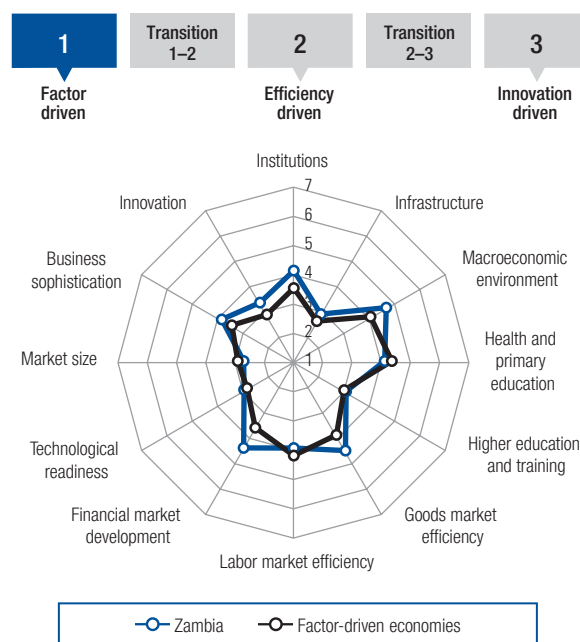 1
Transition
1–2
2
Transition
2–3
3
Factor
driven
Efficiency
driven
Innovation
driven
Institutions
7
6
5
4
3
2
1
Infrastructure
Macroeconomic
environment
Health and
primary
education
Higher education
and training
Goods market
efficiency
Labor market efficiency
Financial market
development
Technological
readiness
Market size
Business
sophistication
Innovation
Zambia
Factor-driven economies